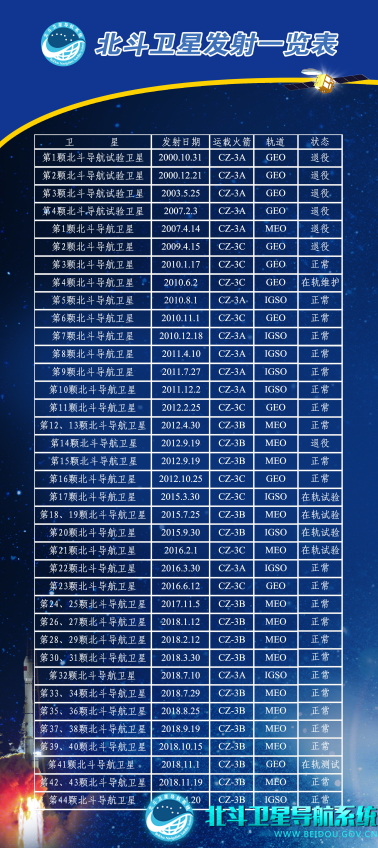 北斗卫星发射一览表
卫 星 发射日期 运载火箭 轨道 状态
第1颗北斗导航试验卫星 2000.10.31 CZ-3A GEO 退役
第2颗北斗导航试验卫星 2000.12.21 CZ-3A GEO 退役
第3颗北斗导航试验卫星 2003.5.25 CZ-3A GEO 退役
第4颗北斗导航试验卫星 2007.2.3 CZ-3A GEO 退役
第1颗北斗导航卫星 2007.4.14 CZ-3A MEO 退役
第2颗北斗导航卫星 2009.4.15 CZ-3C GEO 退役
第3颗北斗导航卫星 2010.1.17 CZ-3C GEO 正常
第4颗北斗导航卫星 2010.6.2 CZ-3C GEO 在轨维护
第5颗北斗导航卫星 2010.8.1 CZ-3A IGSO 正常
第6颗北斗导航卫星 2010.11.1 CZ-3C GEO 正常
第7颗北斗导航卫星 2010.12.18 CZ-3A IGSO 正常
第8颗北斗导航卫星 2011.4.10 CZ-3A IGSO 正常
第9颗北斗导航卫星 2011.7.27 CZ-3A IGSO 正常
第10颗北斗导航卫星 2011.12.2 CZ-3A IGSO 正常
第11颗北斗导航卫星 2012.2.25 CZ-3C GEO 正常
第12、13颗北斗导航卫星 2012.4.30 CZ-3B MEO 正常
第14颗北斗导航卫星 2012.9.19 CZ-3B MEO 退役
第15颗北斗导航卫星 2012.9.19 CZ-3B MEO 正常
第16颗北斗导航卫星 2012.10.25 CZ-3C GEO 正常
第17颗北斗导航卫星 2015.3.30 CZ-3C IGSO 在轨试验
第18、19颗北斗导航卫星 2015.7.25 CZ-3B MEO 在轨试验
第20颗北斗导航卫星 2015.9.30 CZ-3B IGSO 在轨试验
第21颗北斗导航卫星 2016.2.1 CZ-3C MEO 在轨试验
第22颗北斗导航卫星 2016.3.30 CZ-3A IGSO 正常
第23颗北斗导航卫星 2016.6.12 CZ-3C GEO 正常
第24、25颗北斗导航卫星 2017.11.5 CZ-3B MEO 正常
第26、27颗北斗导航卫星 2018.1.12 CZ-3B MEO 正常
第28、29颗北斗导航卫星 2018.2.12 CZ-3B MEO 正常
第30、31颗北斗导航卫星 2018.3.30 CZ-3B MEO 正常
第32颗北斗导航卫星 2018.7.10 CZ-3A IGSO 正常
第33、34颗北斗导航卫星 2018.7.29 CZ-3B MEO 正常
第35、36颗北斗导航卫星 2018.8.25 CZ-3B MEO 正常
第37、38颗北斗导航卫星 2018.9.19 CZ-3B MEO 正常
第39、40颗北斗导航卫星 2018.10.15 CZ-3B MEO 正常
第41颗北斗导航卫星 2018.11.1 CZ-3B GEO 在轨测试
第42、43颗北斗导航卫星 2018.11.19 CZ-3B MEO 正常
第44颗北斗导航卫星 4.20 CZ-3B IGSO 正常
北斗卫星导航系统
WWW.BEIDOU.GOV.CN